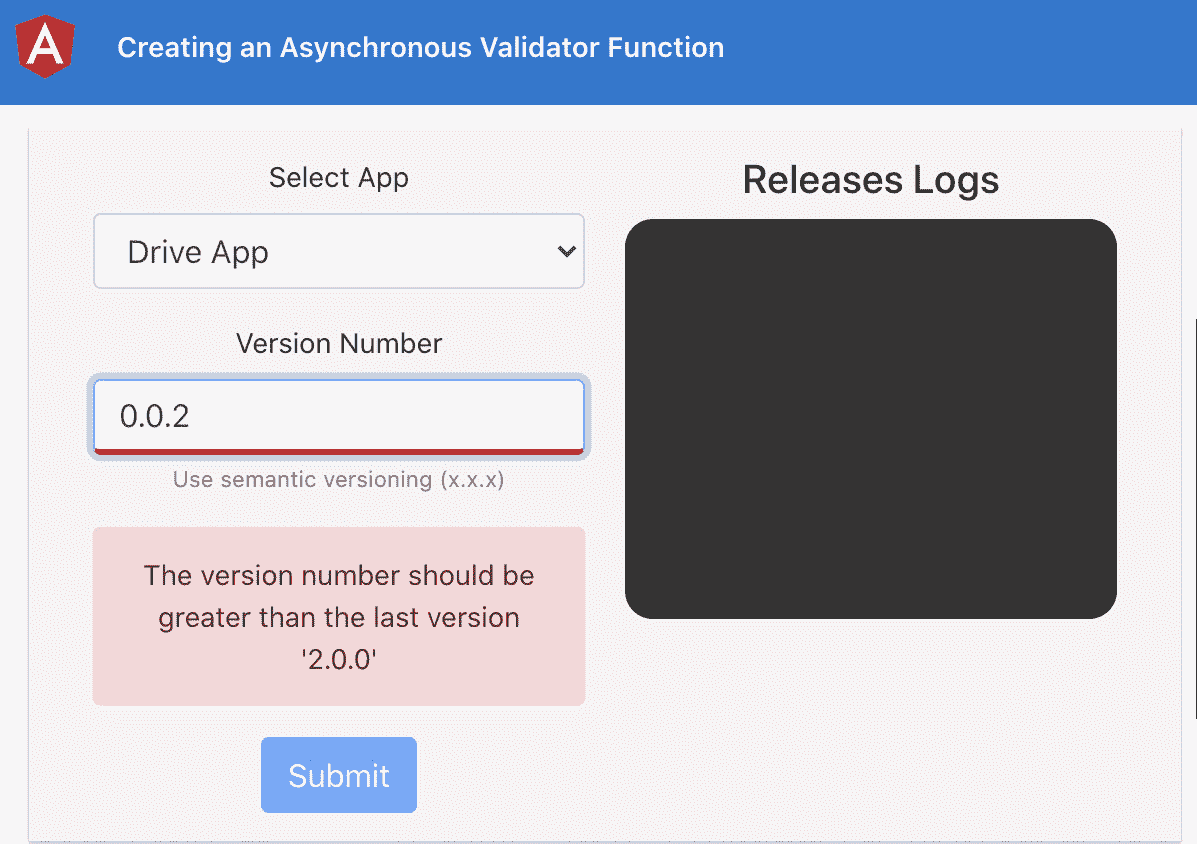 Creating an Asynchronous Validator Function
Select App
Drive App
Version Number
0.0.2
Use semantic versioning (x.x.x)
The version number should be
greater than the last version
'2.0.0'
Submit
Releases Logs